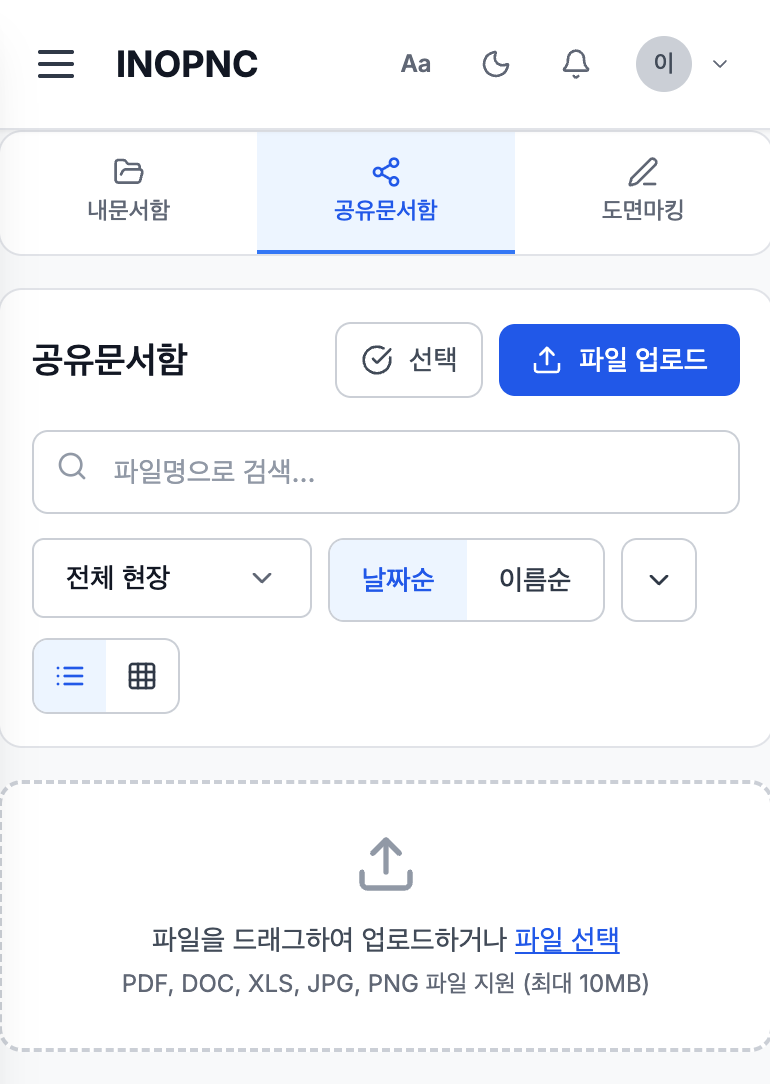 INOPNC
Aa
이
내문서함
공유문서함
도면마킹
공유문서함
선택
파일 업로드
파일명으로 검색...
전체 현장
날짜순
이름순
파일을 드래그하여 업로드하거나 파일 선택
PDF, DOC, XLS, JPG, PNG 파일 지원 (최대 10MB)